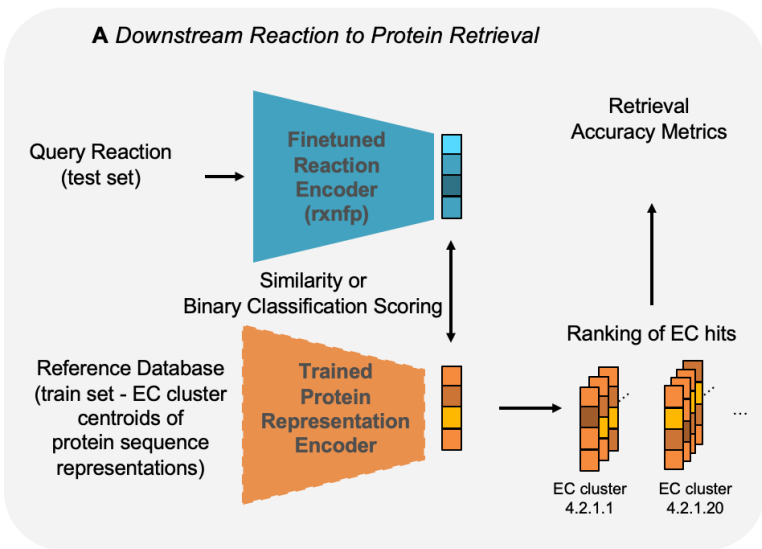 A Downstream Reaction to Protein Retrieval
Query Reaction
(test set)
Finetuned
Reaction
Encoder
(rxnfp)
Retrieval
Accuracy Metrics
Similarity or
Binary Classification Scoring
Reference Database
(train set - EC cluster
centroids of
protein sequence
representations)
Trained
Protein
Representation
Encoder
Ranking of EC hits
...
EC cluster
4.2.1.1
EC cluster
4.2.1.20